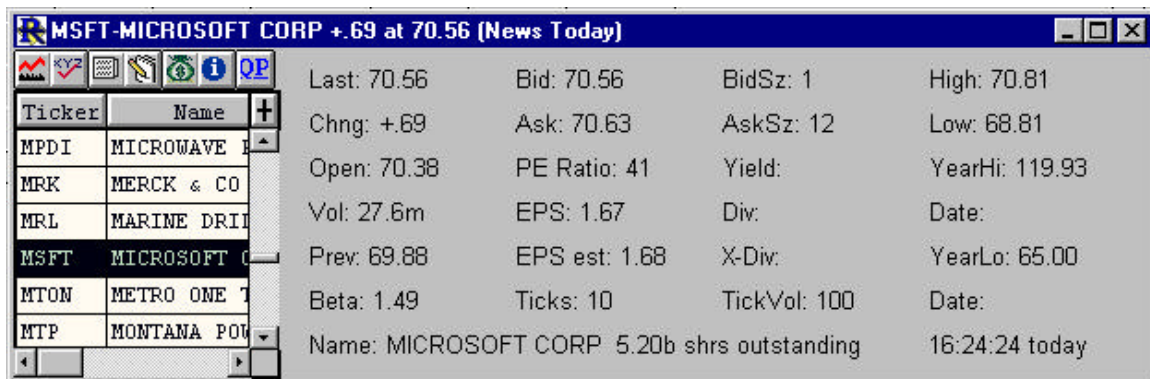 MSFT-MICROSOFT CORP +.69 at 70.56 (News Today)
XYZ QP
Ticker Name +
MPDI MICROWAVE
MRK MERCK & CO
MRL MARINE DRIL
MSFT MICROSOFT
MTON METRO ONE
MTP MONTANA POW
Last: 70.56 Bid: 70.56 BidSz: 1 High: 70.81
Chng: +.69 Ask: 70.63 AskSz: 12 Low: 68.81
Open: 70.38 PE Ratio: 41 Yield: YearHi: 119.93
Vol: 27.6m EPS: 1.67 Div: Date:
Prev: 69.88 EPS est: 1.68 X-Div: YearLo: 65.00
Beta: 1.49 Ticks: 10 TickVol: 100 Date:
Name: MICROSOFT CORP 5.20b shrs outstanding 16:24:24 today